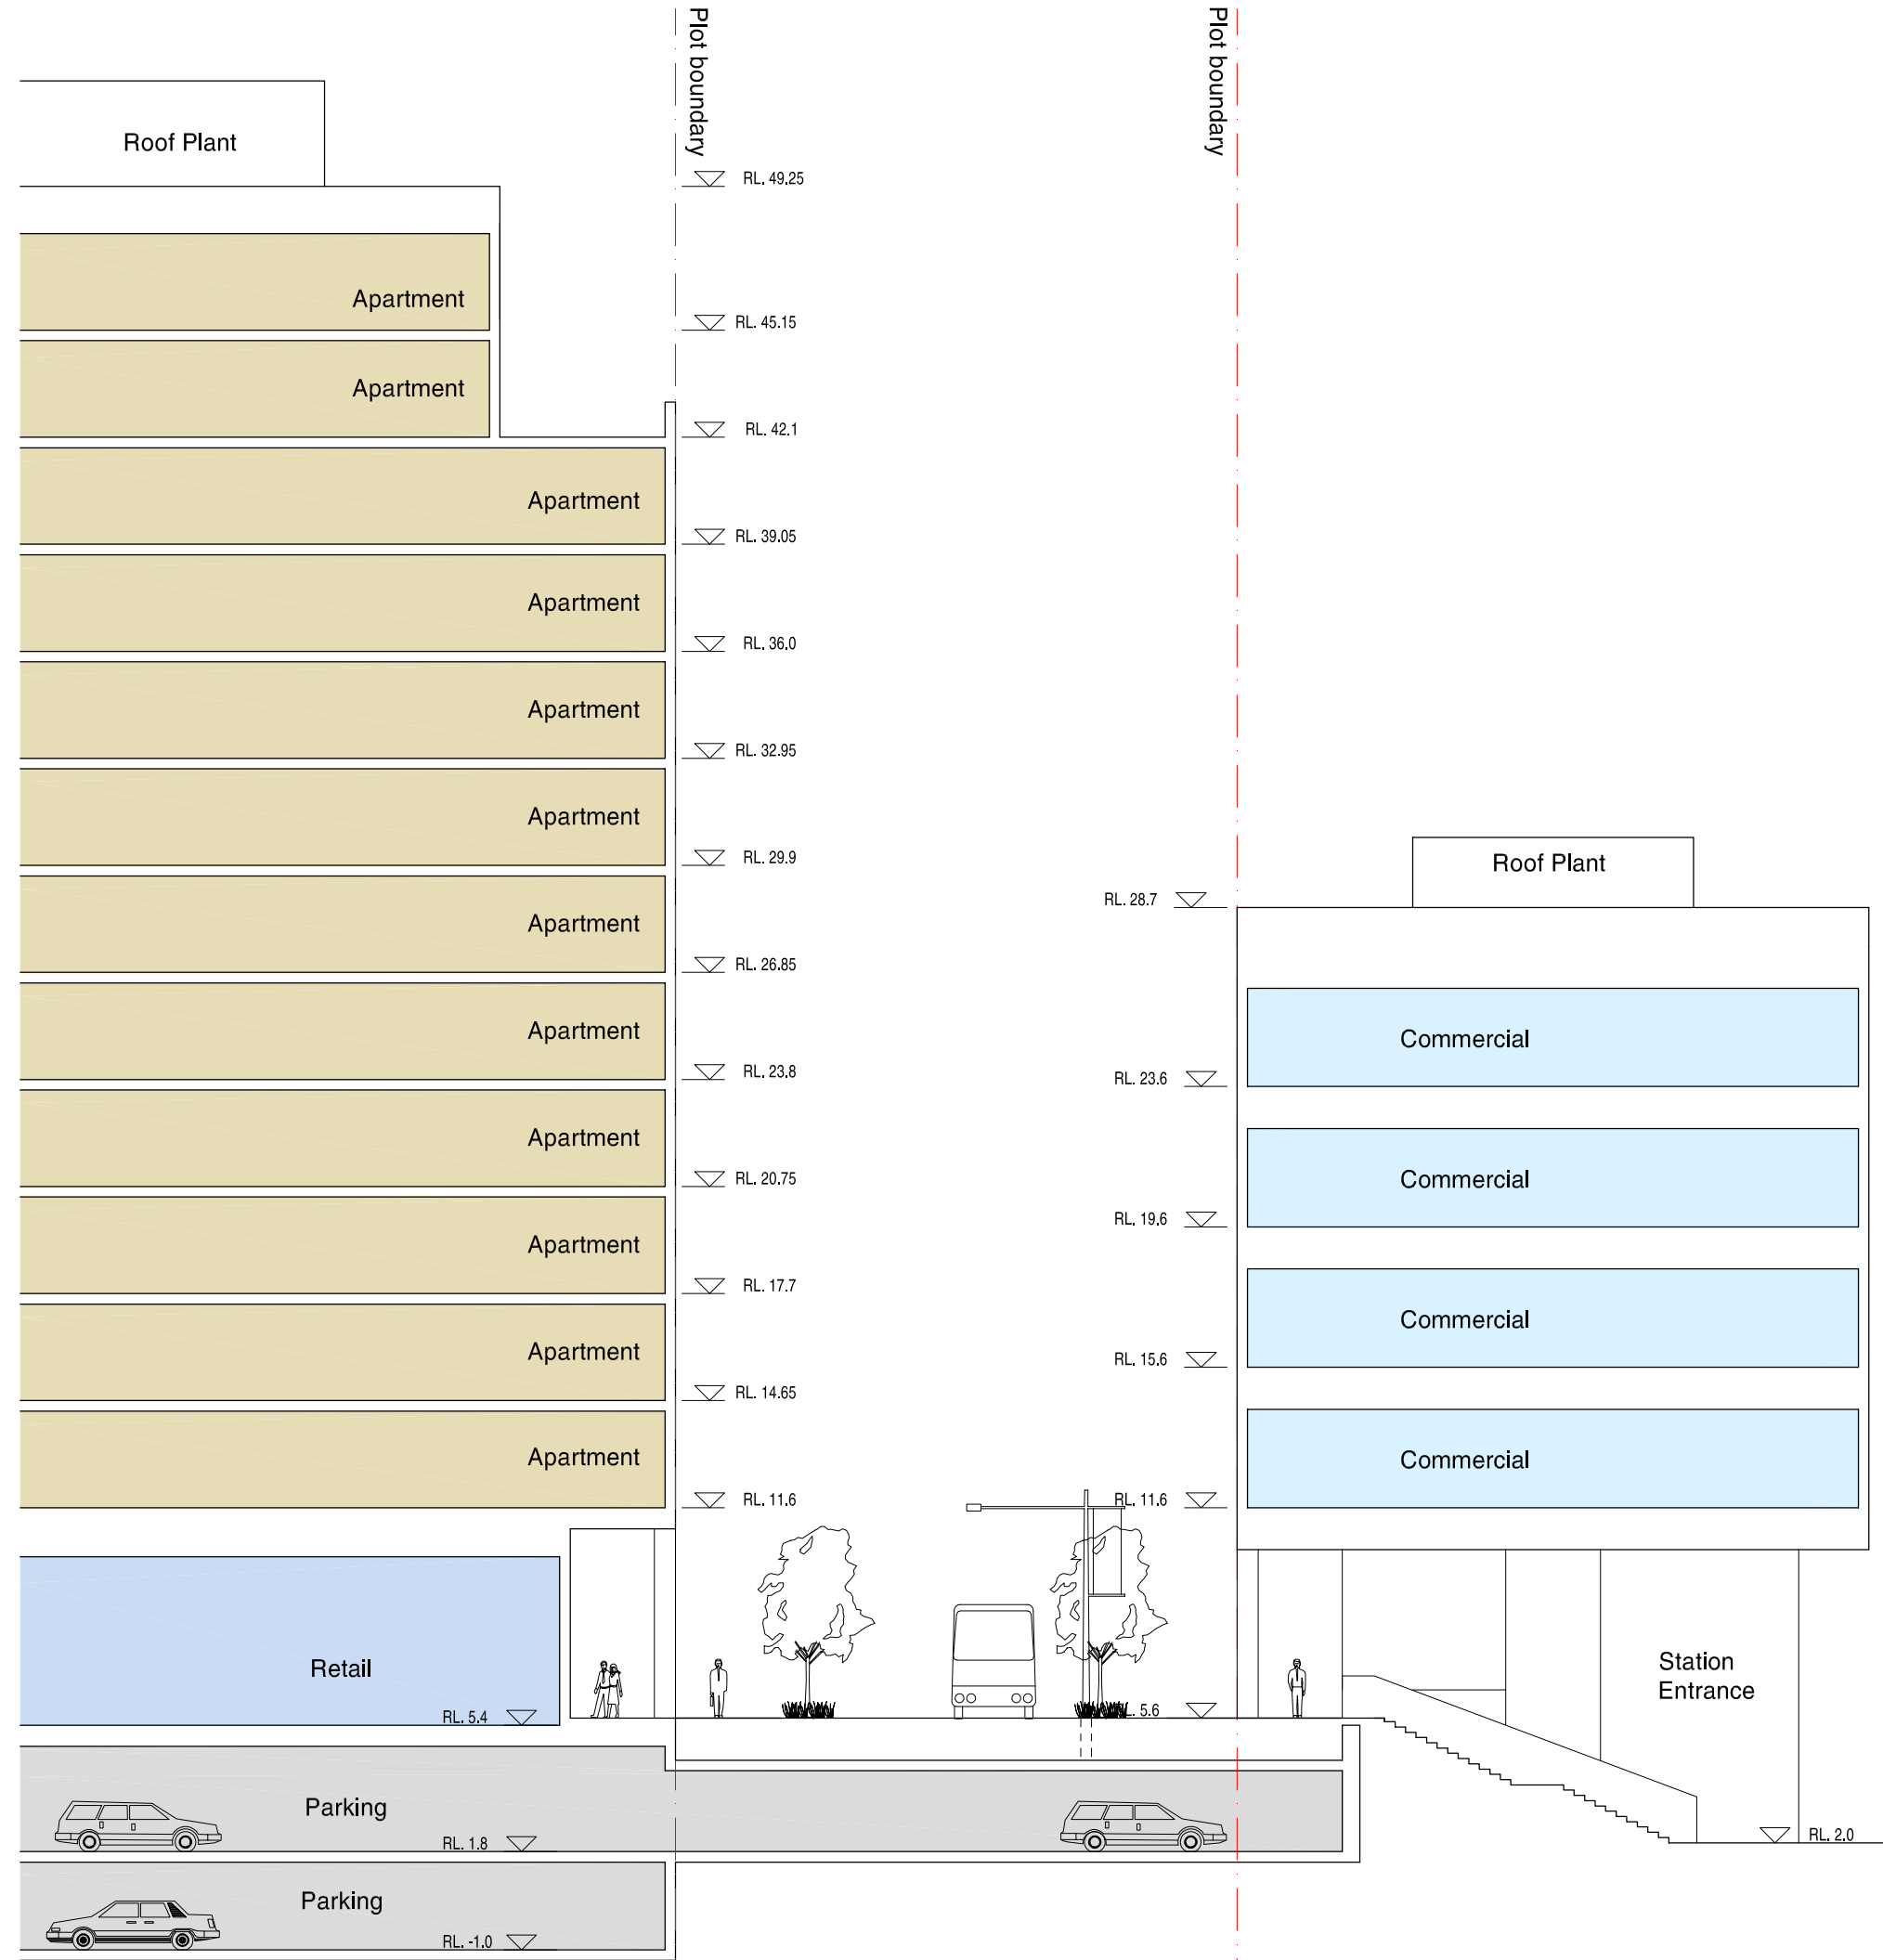 Plot boundary
Plot boundary
Roof Plant
RL. 49.25
Apartment
RL. 45.15
Apartment
RL. 42.1
Apartment
RL. 39.05
Apartment
RL. 36.0
Apartment
RL. 32.95
Apartment
RL. 29.9
Roof Plant
RL. 28.7
Apartment
RL. 26.85
Apartment
Commercial
RL. 23.8
RL. 23.6
Apartment
RL. 20.75
Commercial
RL. 19.6
Apartment
RL. 17.7
Commercial
Apartment
RL. 15.6
RL. 14.65
Apartment
Commercial
RL. 11.6
RL. 11.6
Retail
Station
Entrance
RL. 5.4
5.6
Parking
RL. 1.8
RL. 2.0
Parking
RL. -1.0